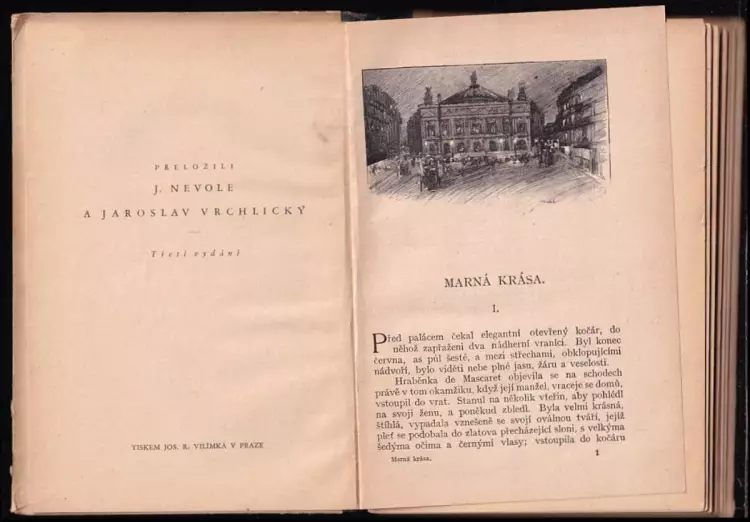 PŘELOŽILI
J. NEVOLE
A JAROSLAV VRCHLICKÝ
Třetí vydání
TISKEM JOS. R. VILÍMKA V PRAZE
MARNÁ KRÁSA.
I.
Před palácem čekal elegantní otevřený kočár, do
něhož zapřaženi dva nádherní vraníci. Byl konec
června, as půl šesté, a mezi střechami, obklopujícími
nádvoří, bylo viděti nebe plné jasu, žáru a veselosti.
Hraběnka de Mascaret objevila se na schodech
právě v tom okamžiku, když její manžel, vraceje se domů,
vstoupil do vrat. Stanul na několik vteřin, aby pohlédl
na svoji ženu, a poněkud zbledl. Byla velmi krásná,
štíhlá, vypadala vznešeně se svojí oválnou tváří, jejíž
pleť se podobala do zlatova přecházející sloni, s velkýma
šedýma očima a černými vlasy; vstoupila do kočáru
Marná krása.
1